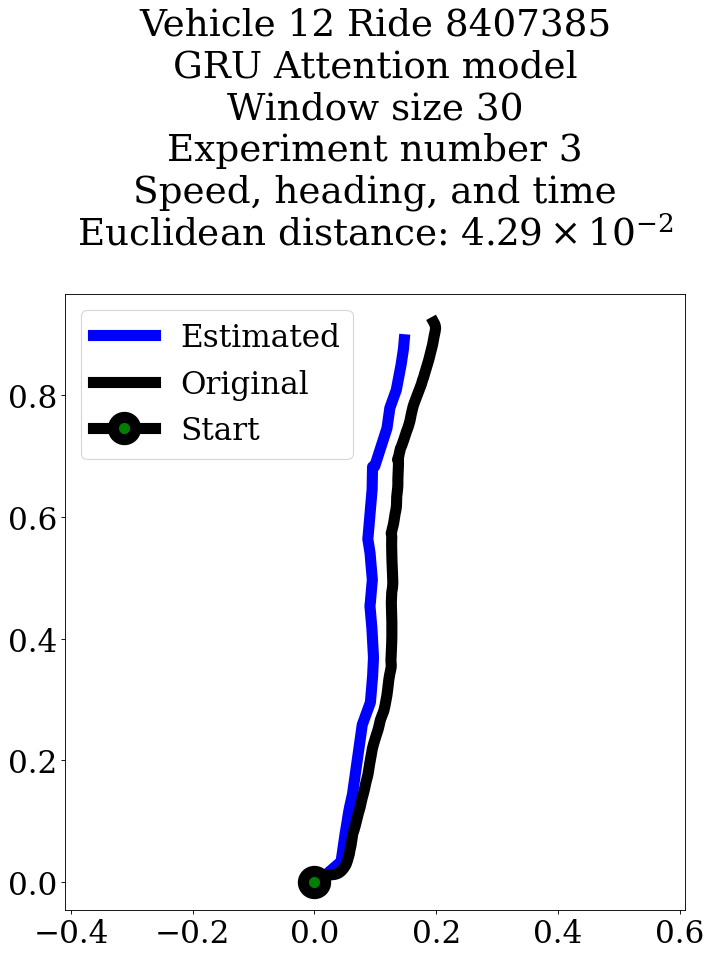 Vehicle 12 Ride 8407385
GRU Attention model
Window size 30
Experiment number 3
Speed, heading, and time
Euclidean distance: 4.29 × 10⁻²
Estimated
Original
Start
0.8
0.6
0.4
0.2
0.0
−0.4 −0.2 0.0 0.2 0.4 0.6